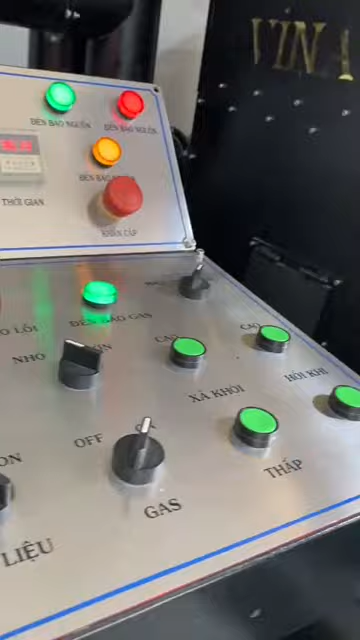 VINA
ĐÈN BÁO NGUỒN
ĐÈN BÁO NGUỒN
THỜI GIAN
KHẨN CẤP
ĐÈN BÁO GAS
NHỎ
CAO
CAO
XẢ KHÓI
HỒI KHÍ
OFF
ON
THẤP
GAS
LIỆU